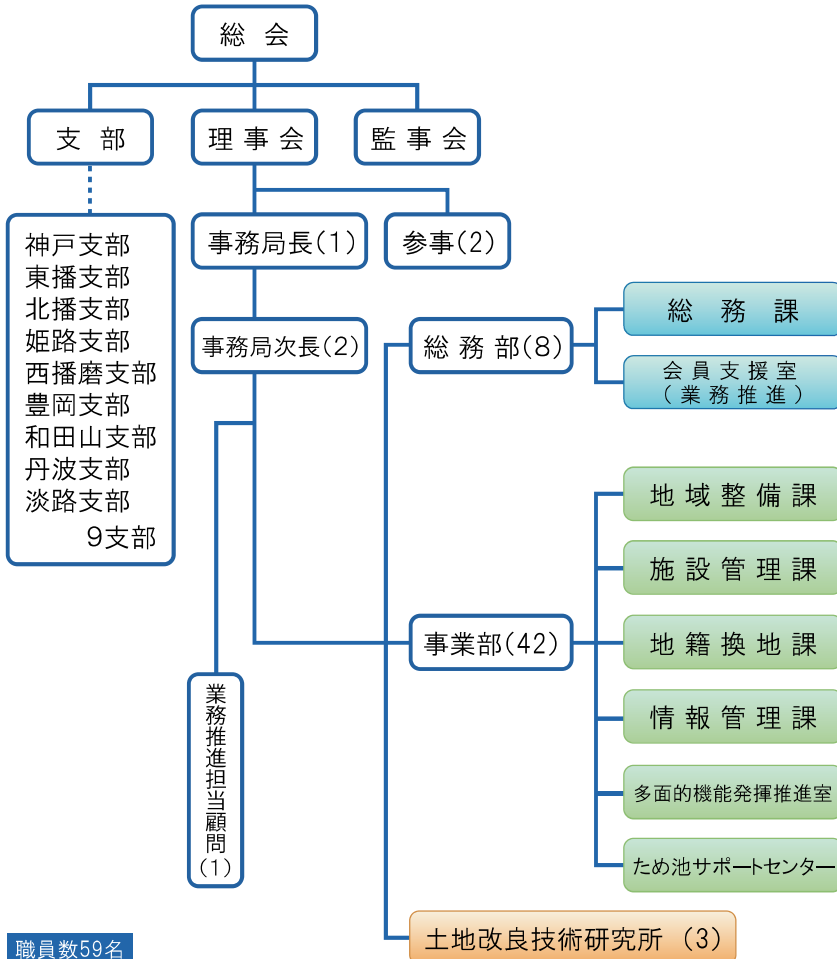 総会
支部
理事会
監事会
神戸支部
東播支部
北播支部
姫路支部
西播磨支部
豊岡支部
和田山支部
丹波支部
淡路支部
9支部
事務局長(1)
参事(2)
事務局次長(2)
総務部(8)
総務課
会員支援室
(業務推進)
地域整備課
施設管理課
事業部(42)
地籍換地課
情報管理課
多面的機能発揮推進室
ため池サポートセンター
業務推進担当顧問(1)
土地改良技術研究所 (3)
職員数59名